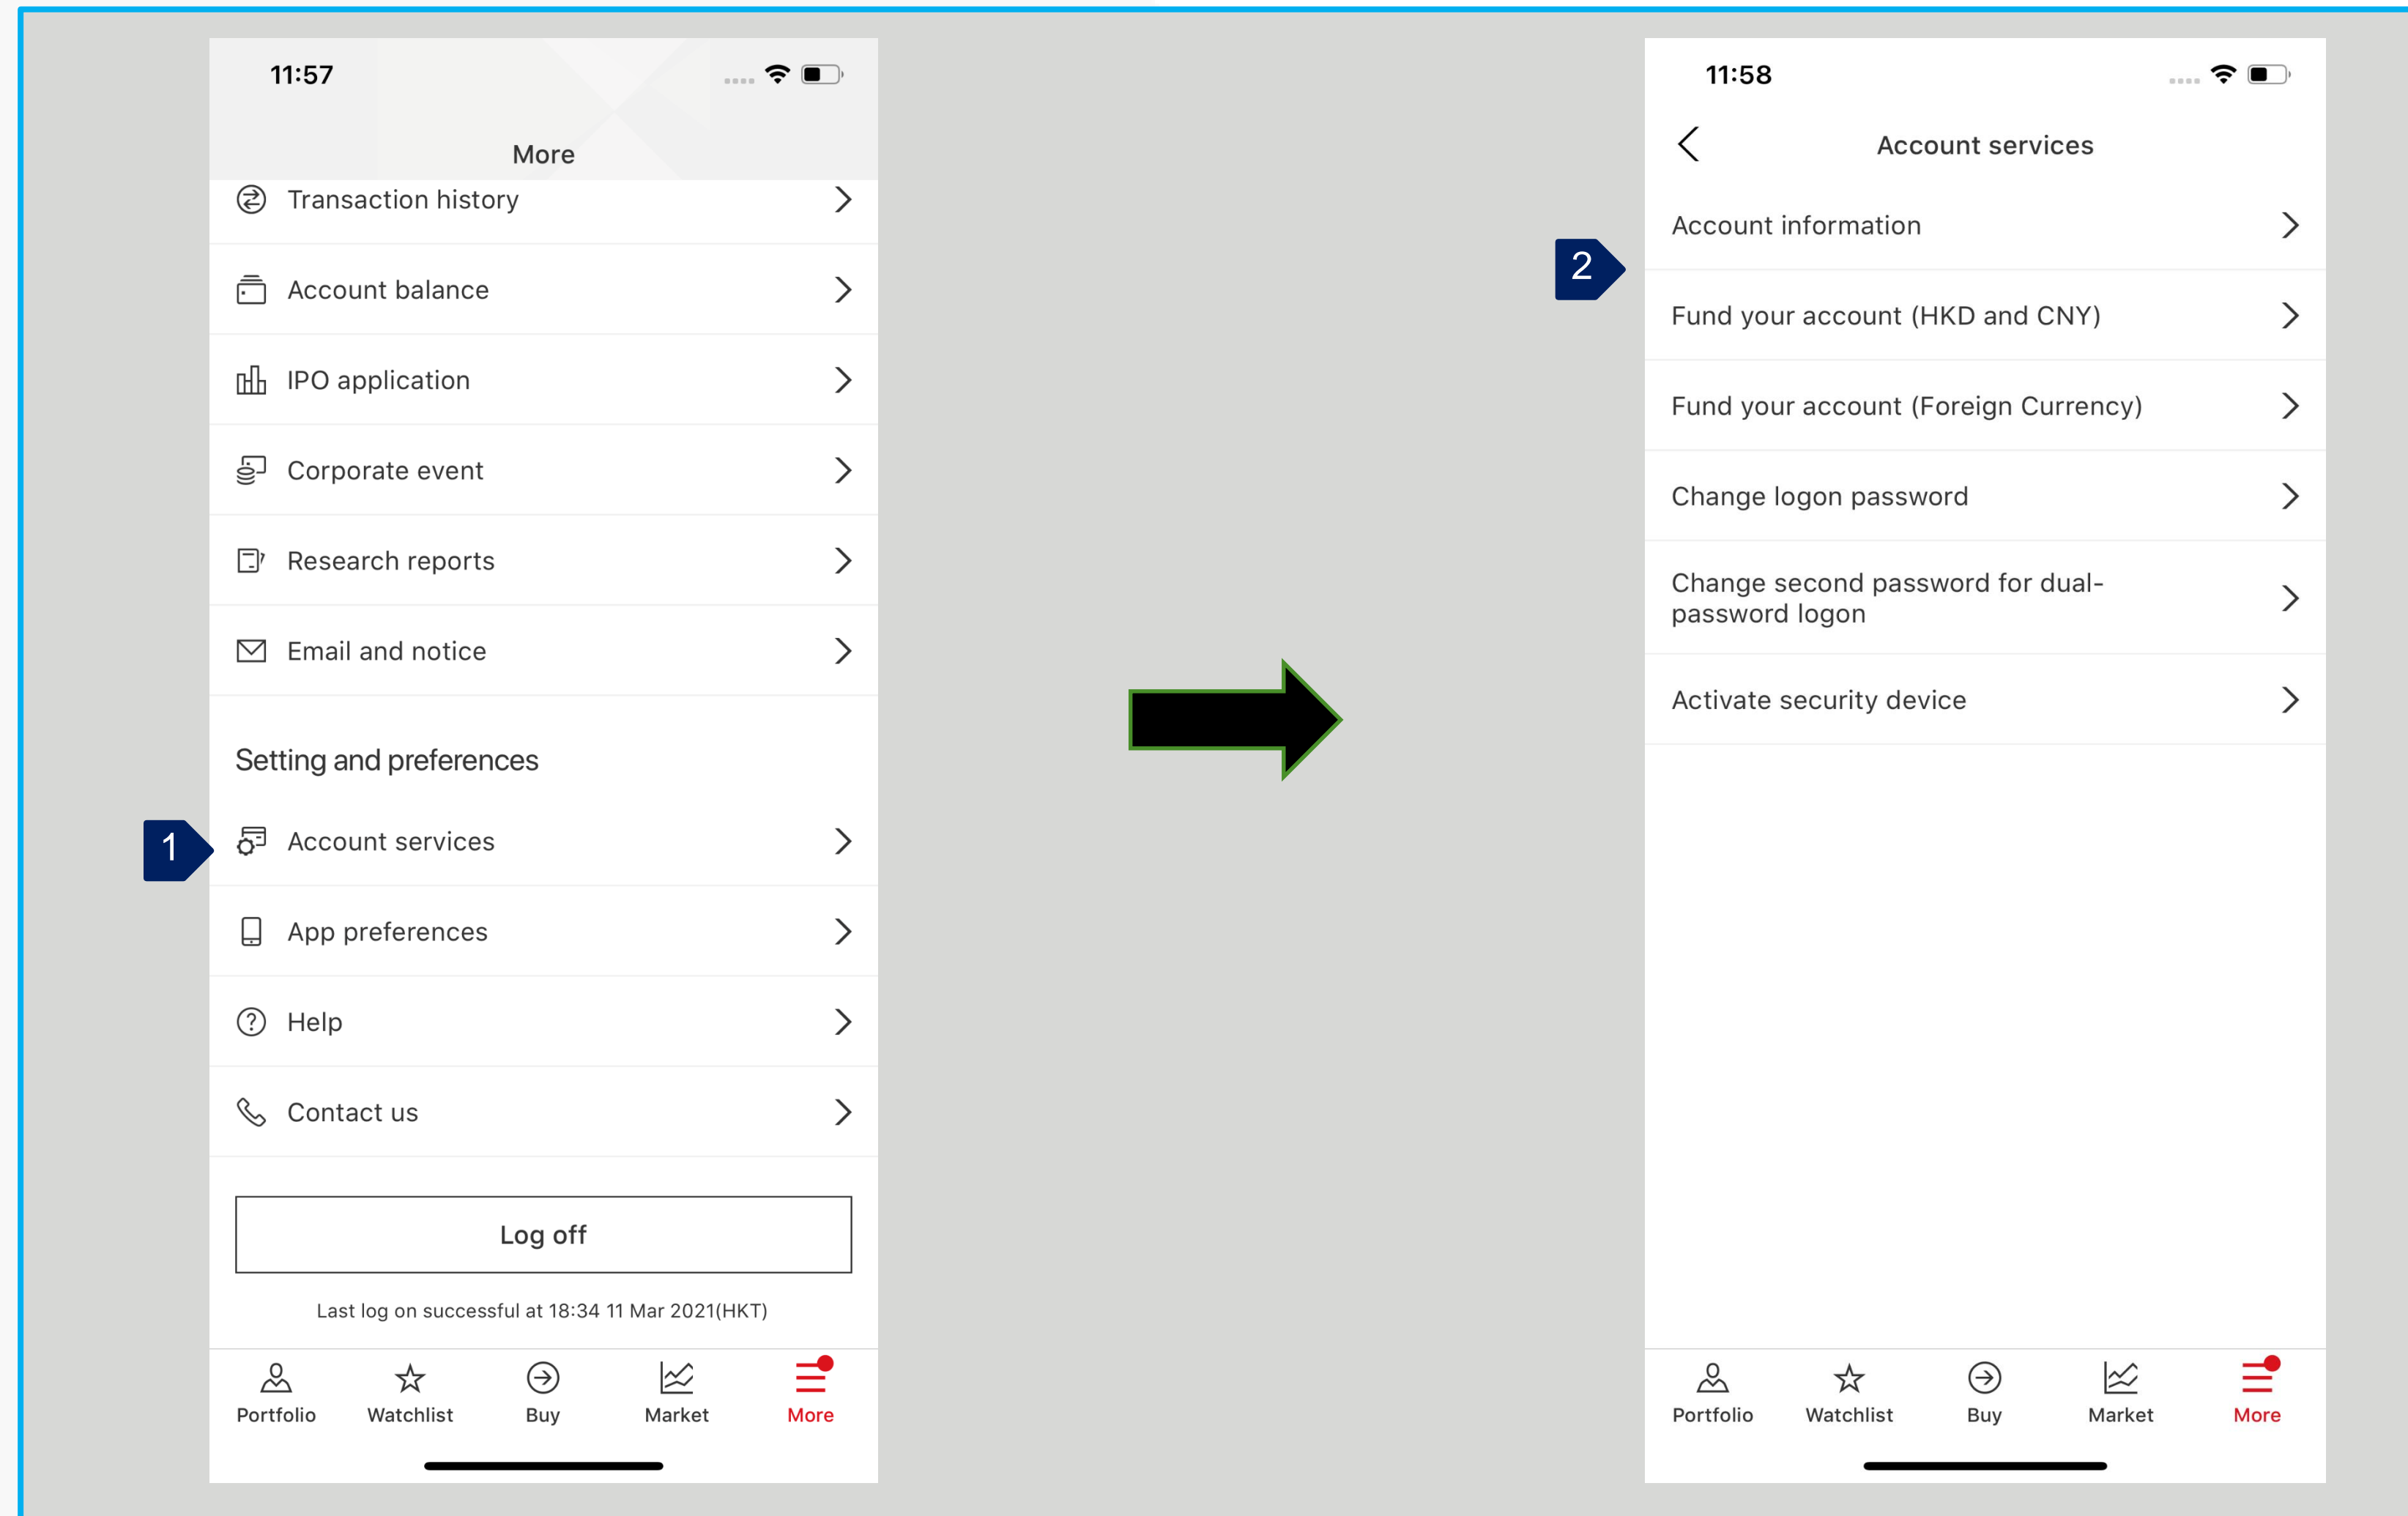 11:57
More
Transaction history
Account balance
IPO application
Corporate event
Research reports
Email and notice
Setting and preferences
1
Account services
App preferences
Help
Contact us
Log off
Last log on successful at 18:34 11 Mar 2021(HKT)
Portfolio
Watchlist
Buy
Market
More
11:58
Account services
2
Account information
Fund your account (HKD and CNY)
Fund your account (Foreign Currency)
Change logon password
Change second password for dual-
password logon
Activate security device
Portfolio
Watchlist
Buy
Market
More